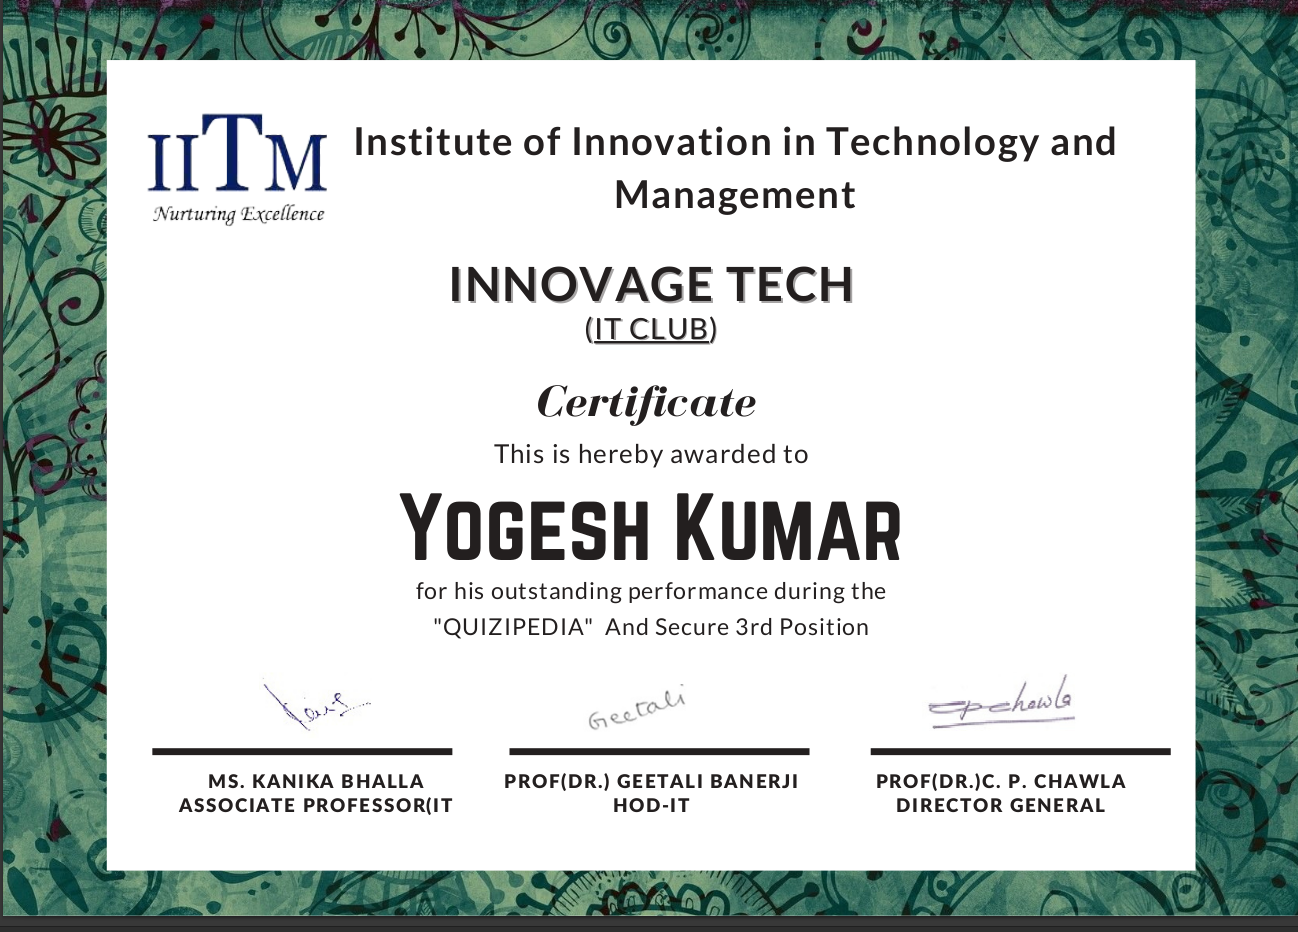 IITM
Nurturing Excellence
Institute of Innovation in Technology and
Management
INNOVAGE TECH
(IT CLUB)
Certificate
This is hereby awarded to
YOGESH KUMAR
for his outstanding performance during the
"QUIZIPEDIA"  And Secure 3rd Position
Geetali
cpchawla
MS. KANIKA BHALLA
ASSOCIATE PROFESSOR(IT
PROF(DR.) GEETALI BANERJI
HOD-IT
PROF(DR.)C. P. CHAWLA
DIRECTOR GENERAL